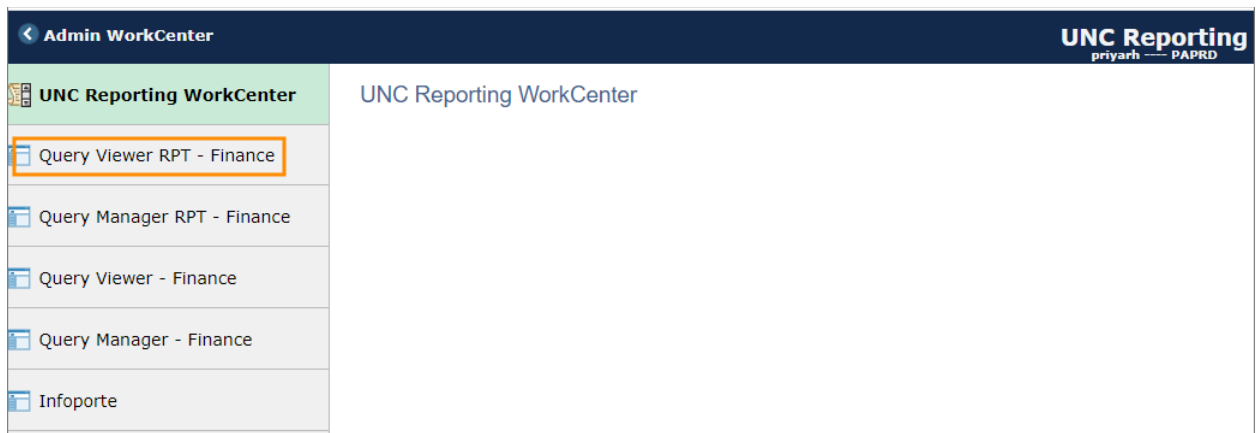 Admin WorkCenter
UNC Reporting
priyarh ---- PAPRD
UNC Reporting WorkCenter
UNC Reporting WorkCenter
Query Viewer RPT - Finance
Query Manager RPT - Finance
Query Viewer - Finance
Query Manager - Finance
Infoporte